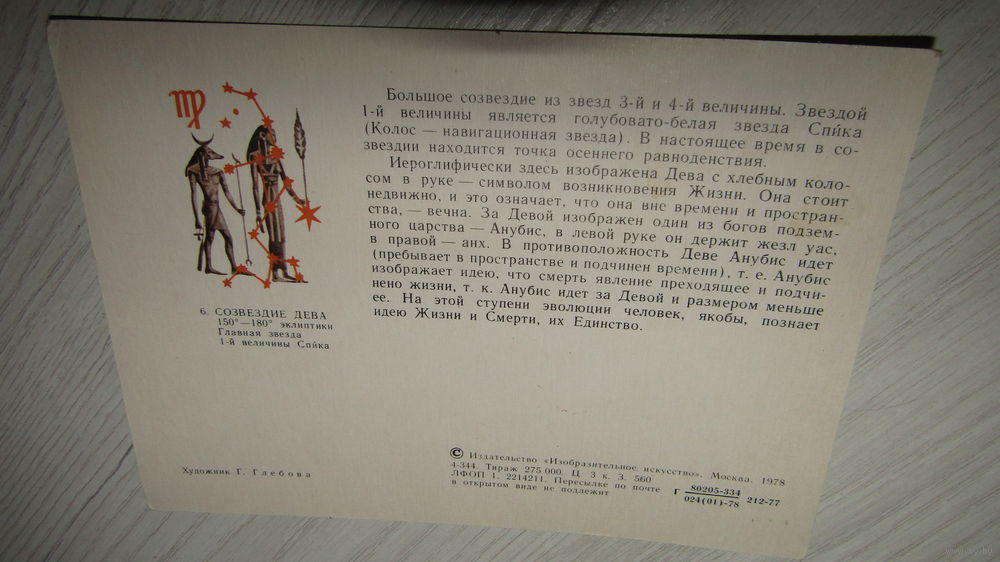 Большое созвездие из звезд 3-й и 4-й величины. Звездой
1-й величины является голубовато-белая звезда Спи́ка
(Колос — навигационная звезда). В настоящее время в со-
звездии находится точка осеннего равноденствия.
Иероглифически здесь изображена Дева с хлебным коло-
сом в руке — символом возникновения Жизни. Она стоит
недвижно, и это означает, что она вне времени и простран-
ства, — вечна. За Девой изображен один из богов подзем-
ного царства — Анубис, в левой руке он держит жезл уас,
в правой — анх. В противоположность Деве Анубис идет
(пребывает в пространстве и подчинен времени), т. е. Анубис
изображает идею, что смерть явление преходящее и подчи-
нено жизни, т. к. Анубис идет за Девой и размером меньше
ее. На этой ступени эволюции человек, якобы, познает
идею Жизни и Смерти, их Единство.
6. СОЗВЕЗДИЕ ДЕВА
150°—180° эклиптики
Главная звезда
1-й величины Спи́ка
Художник Г. Глебова
© Издательство «Изобразительное искусство». Москва. 1978
4-344. Тираж 275 000. Ц. 3 к. З. 560
ЛФОП 1. 2214211. Пересылке по почте
в открытом виде не подлежит
Г 80205-334
024(01)-78 212-77